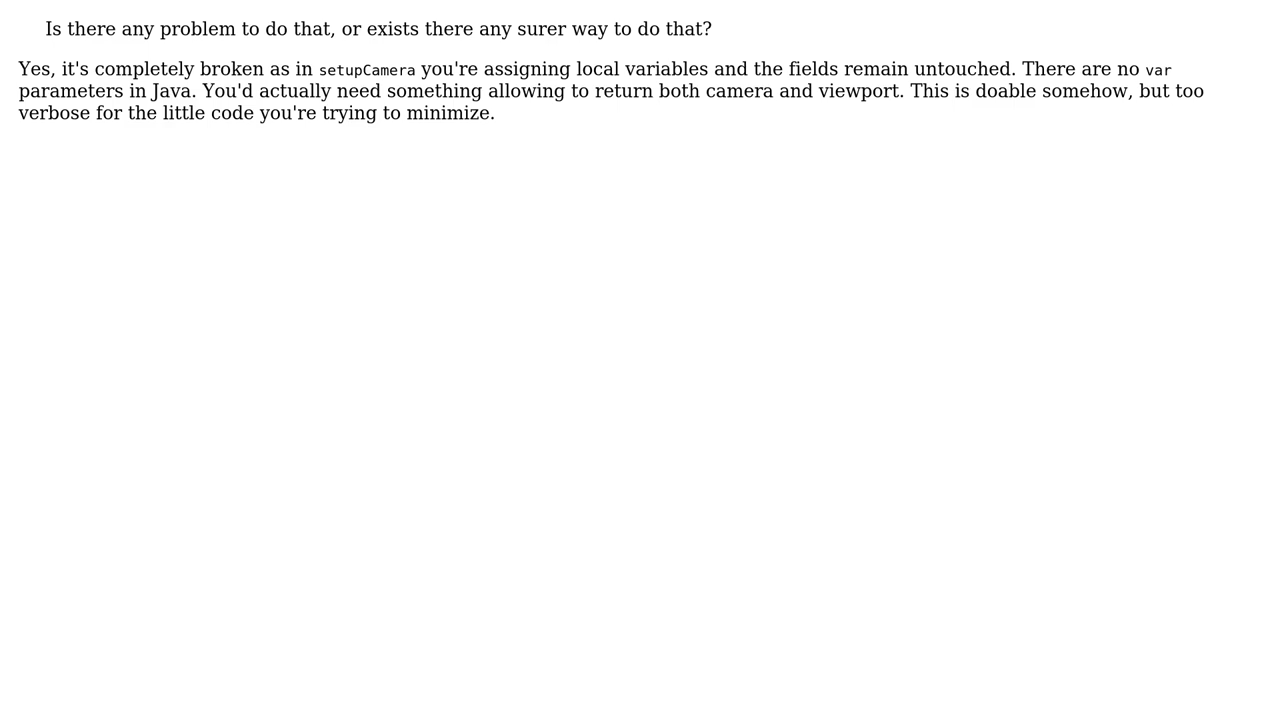 Is there any problem to do that, or exists there any surer way to do that?
Yes, it's completely broken as in setupCamera you're assigning local variables and the fields remain untouched. There are no var
parameters in Java. You'd actually need something allowing to return both camera and viewport. This is doable somehow, but too
verbose for the little code you're trying to minimize.